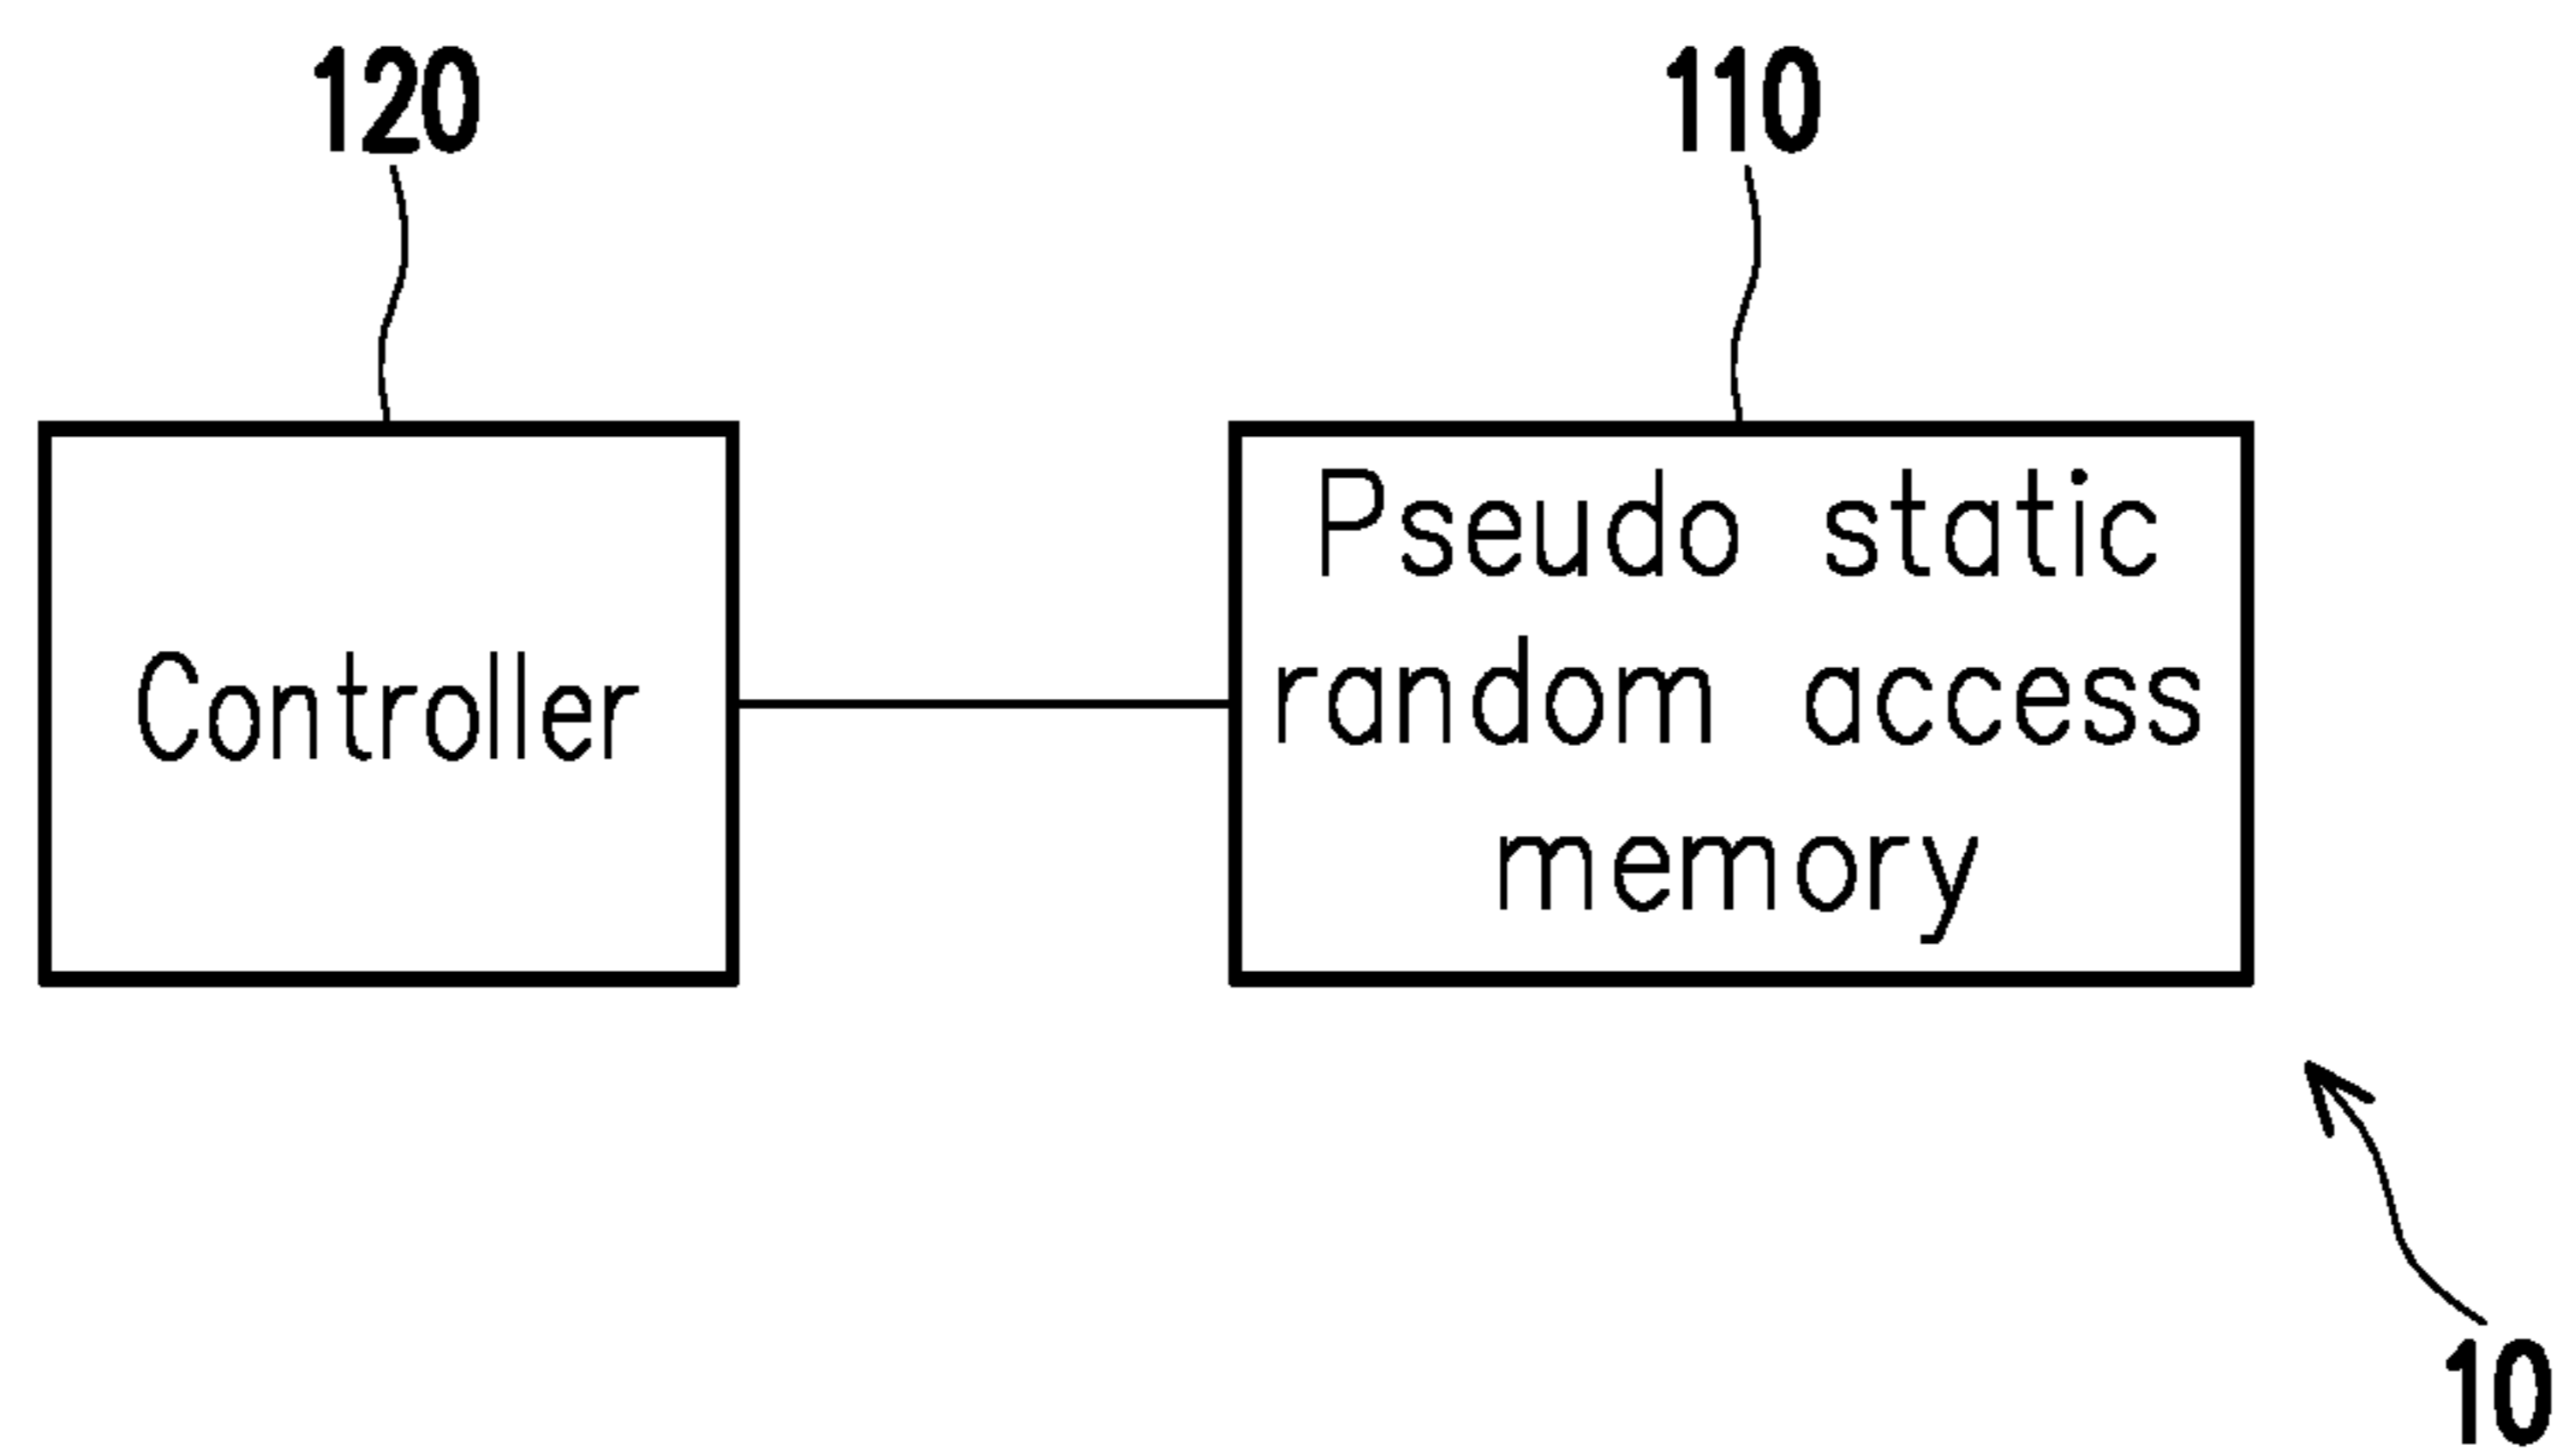 120
110
Controller
Pseudo static
random access
memory
10